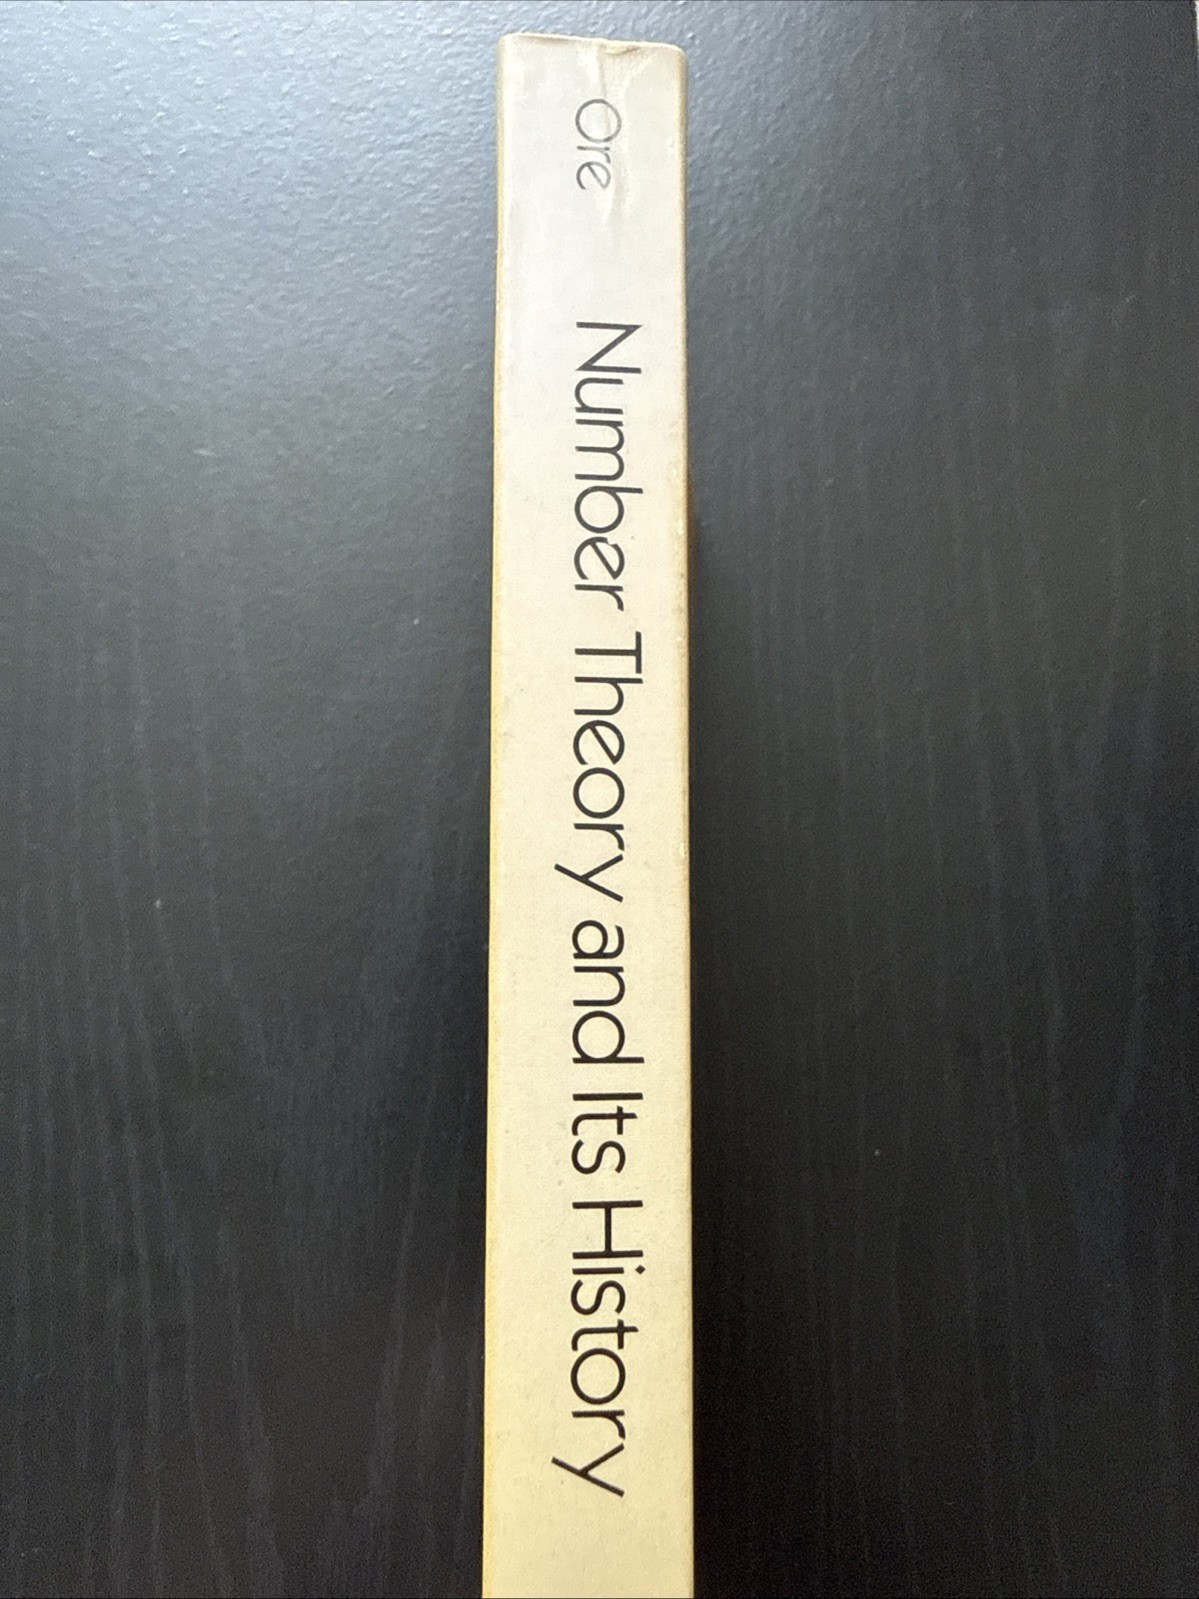 Ore
Number Theory and Its History